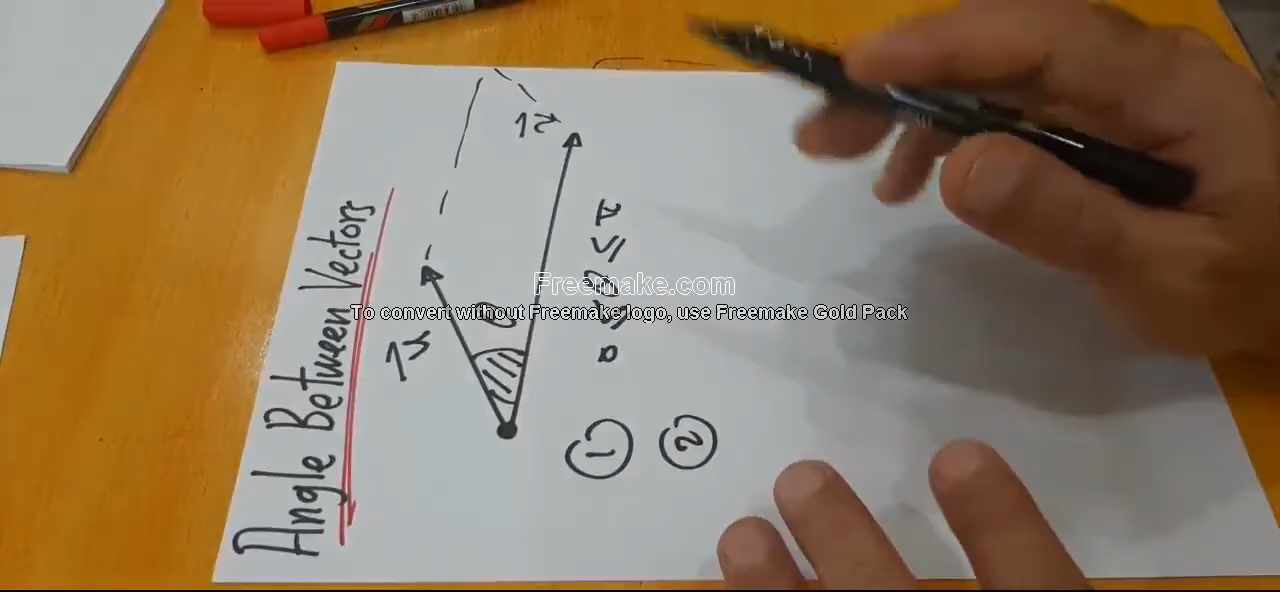 Angle Between Vectors
u
v
θ
① 0 ≤ θ ≤ π
②
Freemake.com
To convert without Freemake logo, use Freemake Gold Pack